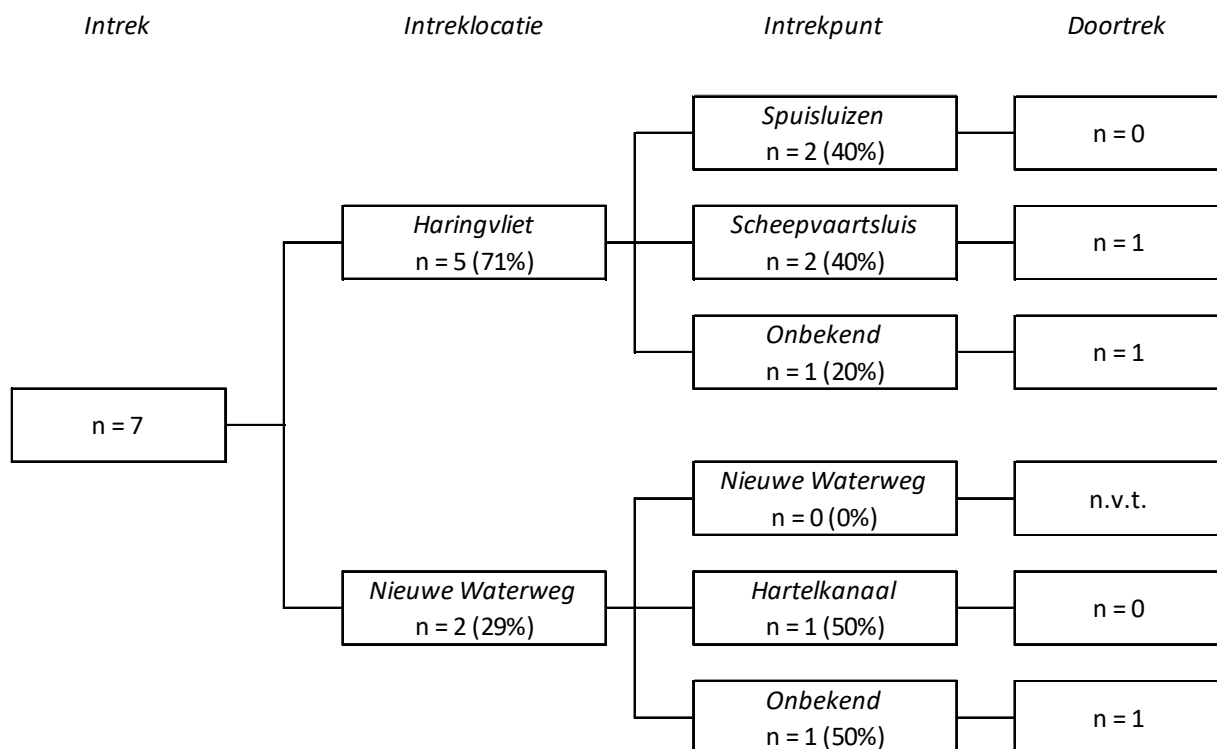 Intrek Intreklocatie Intrekpunt Doortrek
Spuisluizen
n = 2 (40%)
n = 0
Haringvliet
n = 5 (71%)
Scheepvaartsluis
n = 2 (40%)
n = 1
Onbekend
n = 1 (20%)
n = 1
n = 7
Nieuwe Waterweg
n = 0 (0%)
n.v.t.
Nieuwe Waterweg
n = 2 (29%)
Hartelkanaal
n = 1 (50%)
n = 0
Onbekend
n = 1 (50%)
n = 1